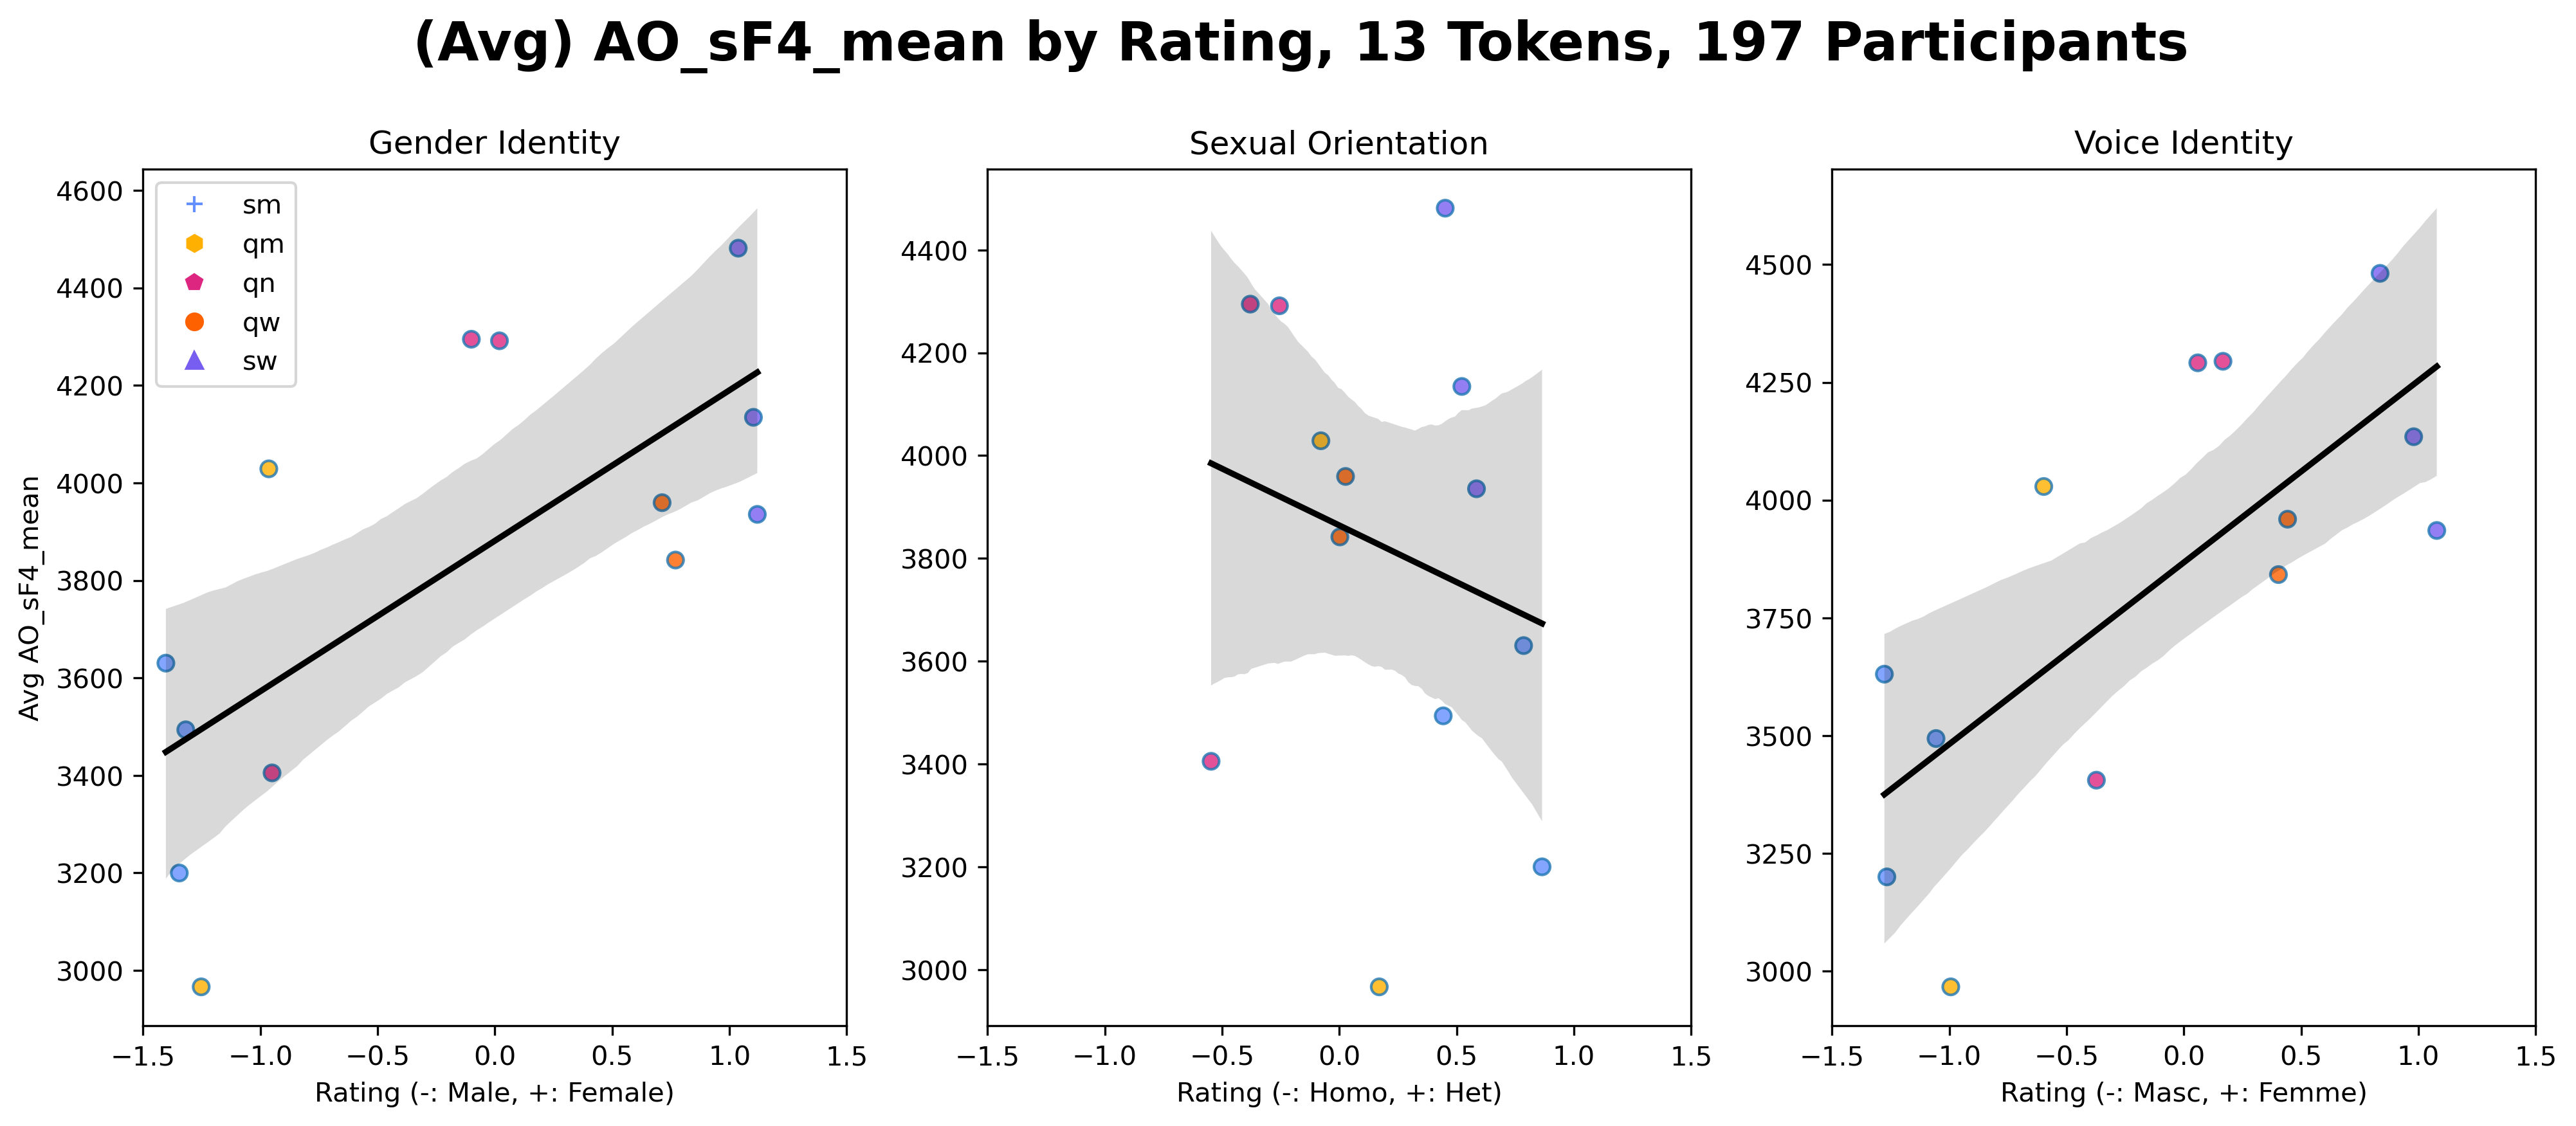 (Avg) AO_sF4_mean by Rating, 13 Tokens, 197 Participants
Gender Identity
Sexual Orientation
Voice Identity
Avg AO_sF4_mean
4600
4400
4200
4000
3800
3600
3400
3200
3000
sm
qm
qn
qw
sw
−1.5 −1.0 −0.5 0.0 0.5 1.0 1.5
Rating (-: Male, +: Female)
4400
4200
4000
3800
3600
3400
3200
3000
−1.5 −1.0 −0.5 0.0 0.5 1.0 1.5
Rating (-: Homo, +: Het)
4500
4250
4000
3750
3500
3250
3000
−1.5 −1.0 −0.5 0.0 0.5 1.0 1.5
Rating (-: Masc, +: Femme)